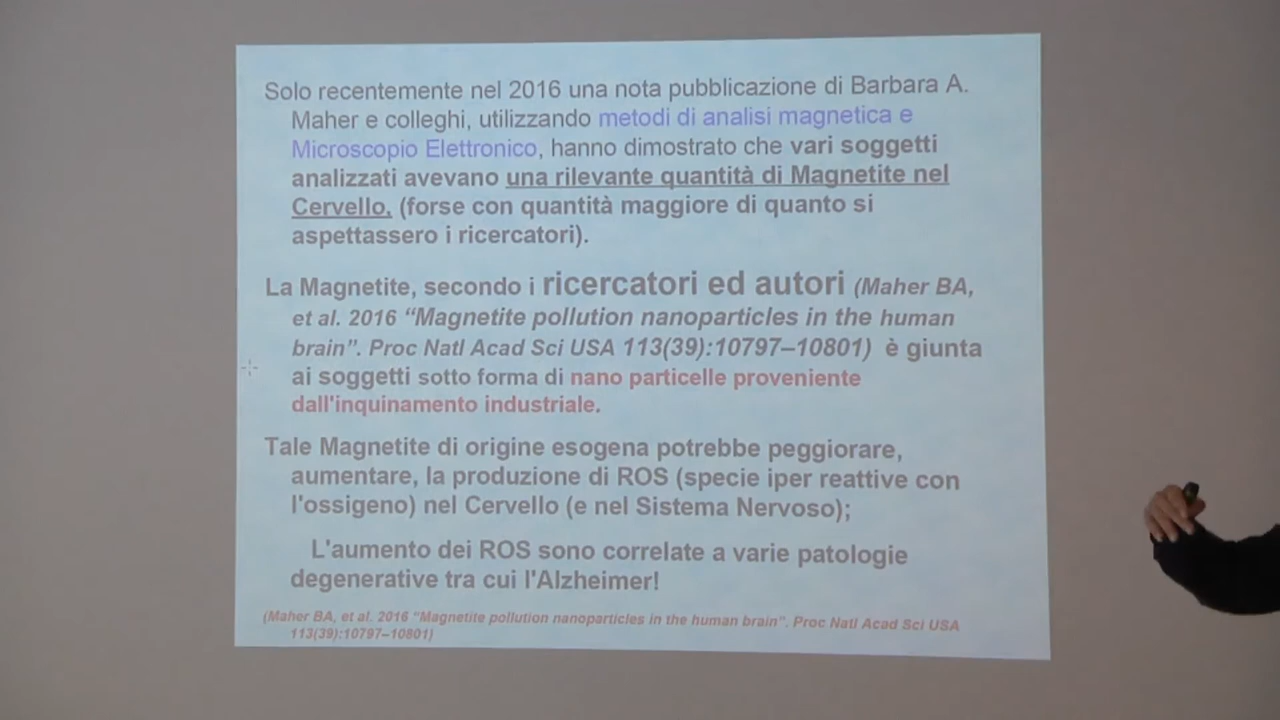 Solo recentemente nel 2016 una nota pubblicazione di Barbara A.
Maher e colleghi, utilizzando metodi di analisi magnetica e
Microscopio Elettronico, hanno dimostrato che vari soggetti
analizzati avevano una rilevante quantità di Magnetite nel
Cervello, (forse con quantità maggiore di quanto si
aspettassero i ricercatori).
La Magnetite, secondo i ricercatori ed autori (Maher BA,
et al. 2016 “Magnetite pollution nanoparticles in the human
brain”. Proc Natl Acad Sci USA 113(39):10797–10801) è giunta
ai soggetti sotto forma di nano particelle proveniente
dall'inquinamento industriale.
Tale Magnetite di origine esogena potrebbe peggiorare,
aumentare, la produzione di ROS (specie iper reattive con
l'ossigeno) nel Cervello (e nel Sistema Nervoso);
L'aumento dei ROS sono correlate a varie patologie
degenerative tra cui l'Alzheimer!
(Maher BA, et al. 2016 "Magnetite pollution nanoparticles in the human brain". Proc Natl Acad Sci USA
113(39):10797–10801)